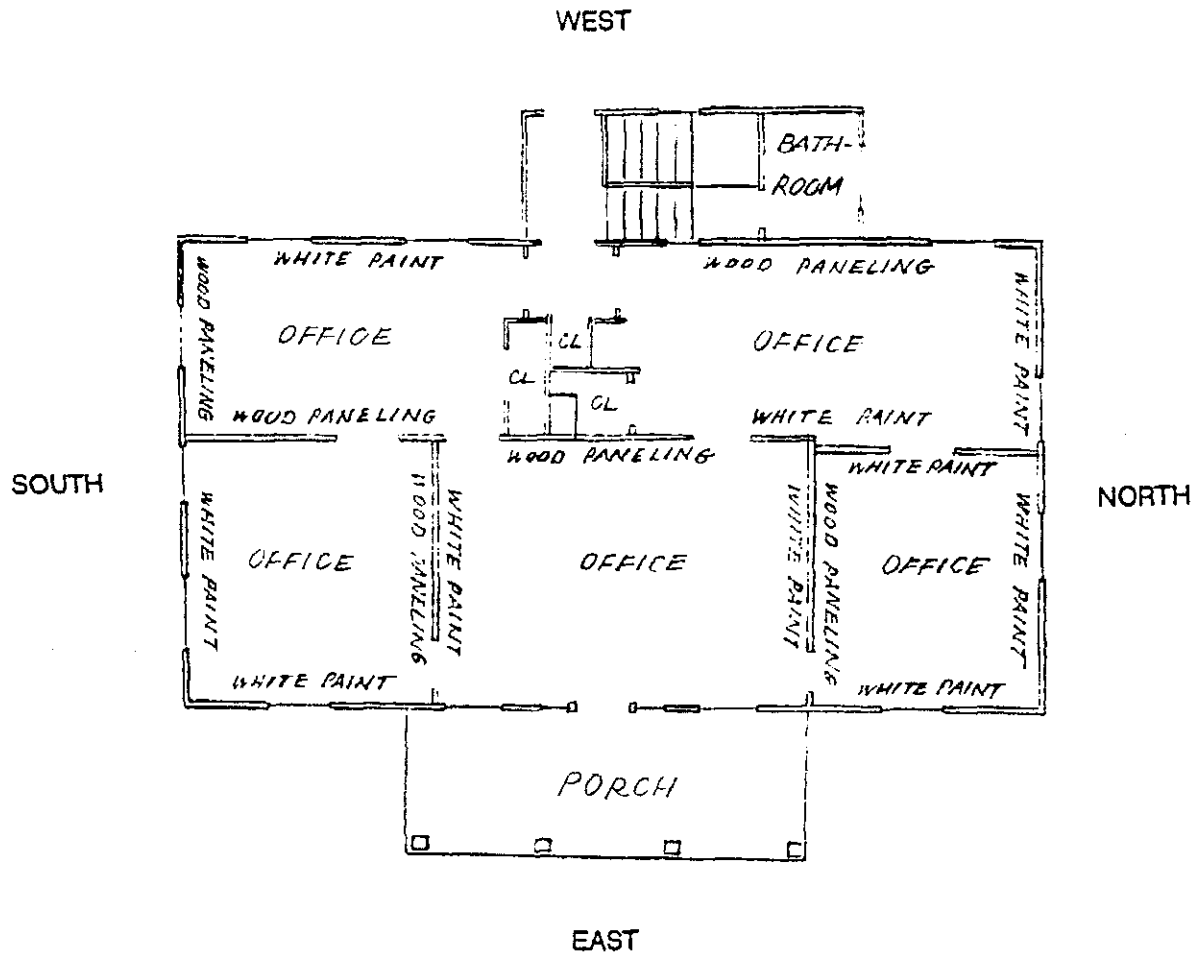 WEST
BATH-
ROOM
WHITE PAINT
WOOD PANELING
WOOD PANELING
WHITE PAINT
OFFICE
CL
OFFICE
CL
CL
WOOD PANELING
WHITE PAINT
WOOD PANELING
WHITE PAINT
SOUTH
WHITE PAINT
WOOD PANELING
WHITE PAINT
WHITE PAINT
WOOD PANELING
WHITE PAINT
NORTH
OFFICE
OFFICE
OFFICE
WHITE PAINT
WHITE PAINT
PORCH
EAST